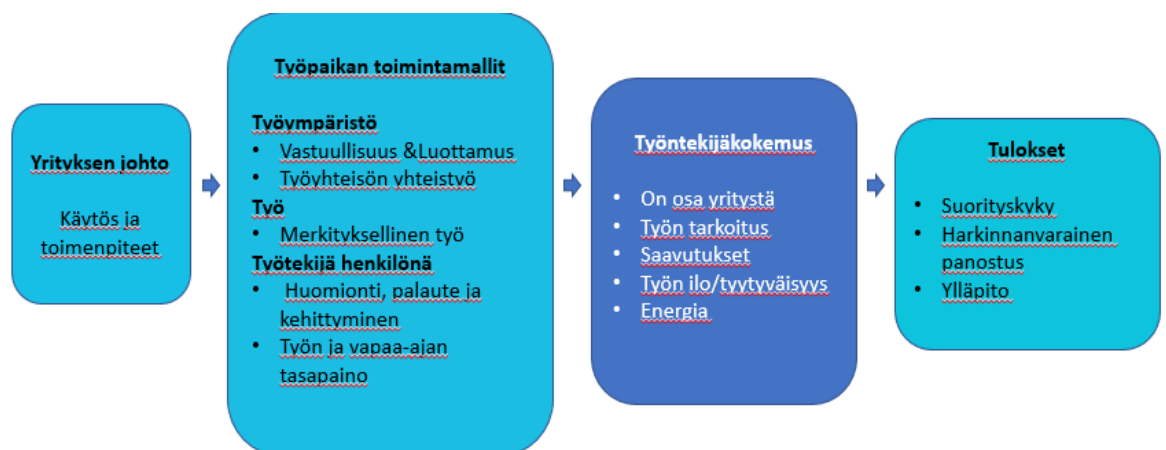 Yrityksen johto
Käytös ja
toimenpiteet
Työpaikan toimintamallit
Työympäristö
• Vastuullisuus &Luottamus
• Työyhteisön yhteistyö
Työ
• Merkityksellinen työ
Työtekijä henkilönä
• Huomionti, palaute ja
kehittyminen
• Työn ja vapaa-ajan
tasapaino
Työntekijäkokemus
• On osa yritystä
• Työn tarkoitus
• Saavutukset
• Työn ilo/tyytyväisyys
• Energia
Tulokset
• Suorityskyky
• Harkinnanvarainen
panostus
• Ylläpito